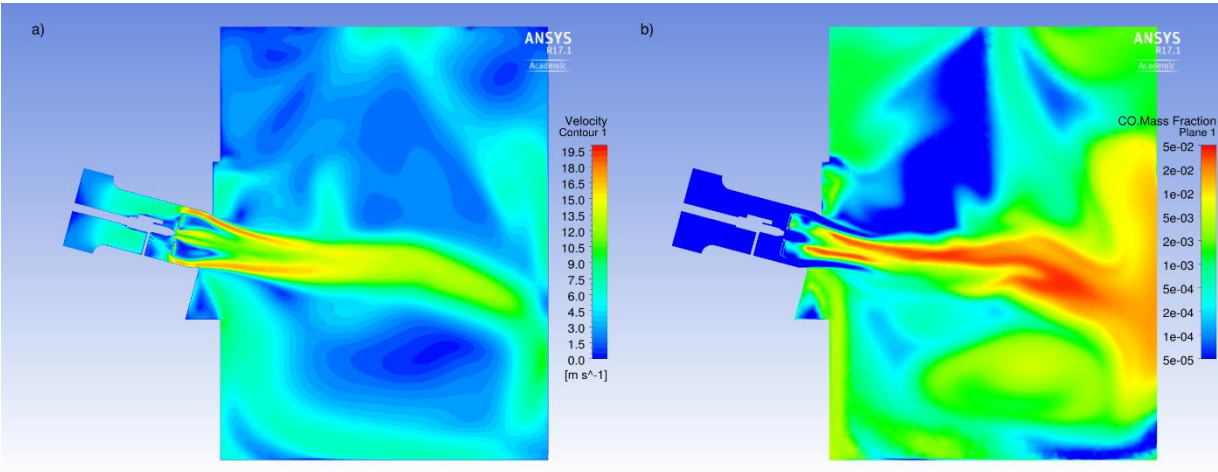 a)
ANSYS
R17.1
Academic
Velocity
Contour 1
19.5
18.0
16.5
15.0
13.5
12.0
10.5
9.0
7.5
6.0
4.5
3.0
1.5
0.0
[m s^-1]
b)
ANSYS
R17.1
Academic
CO.Mass Fraction
Plane 1
5e-02
2e-02
1e-02
5e-03
2e-03
1e-03
5e-04
2e-04
1e-04
5e-05